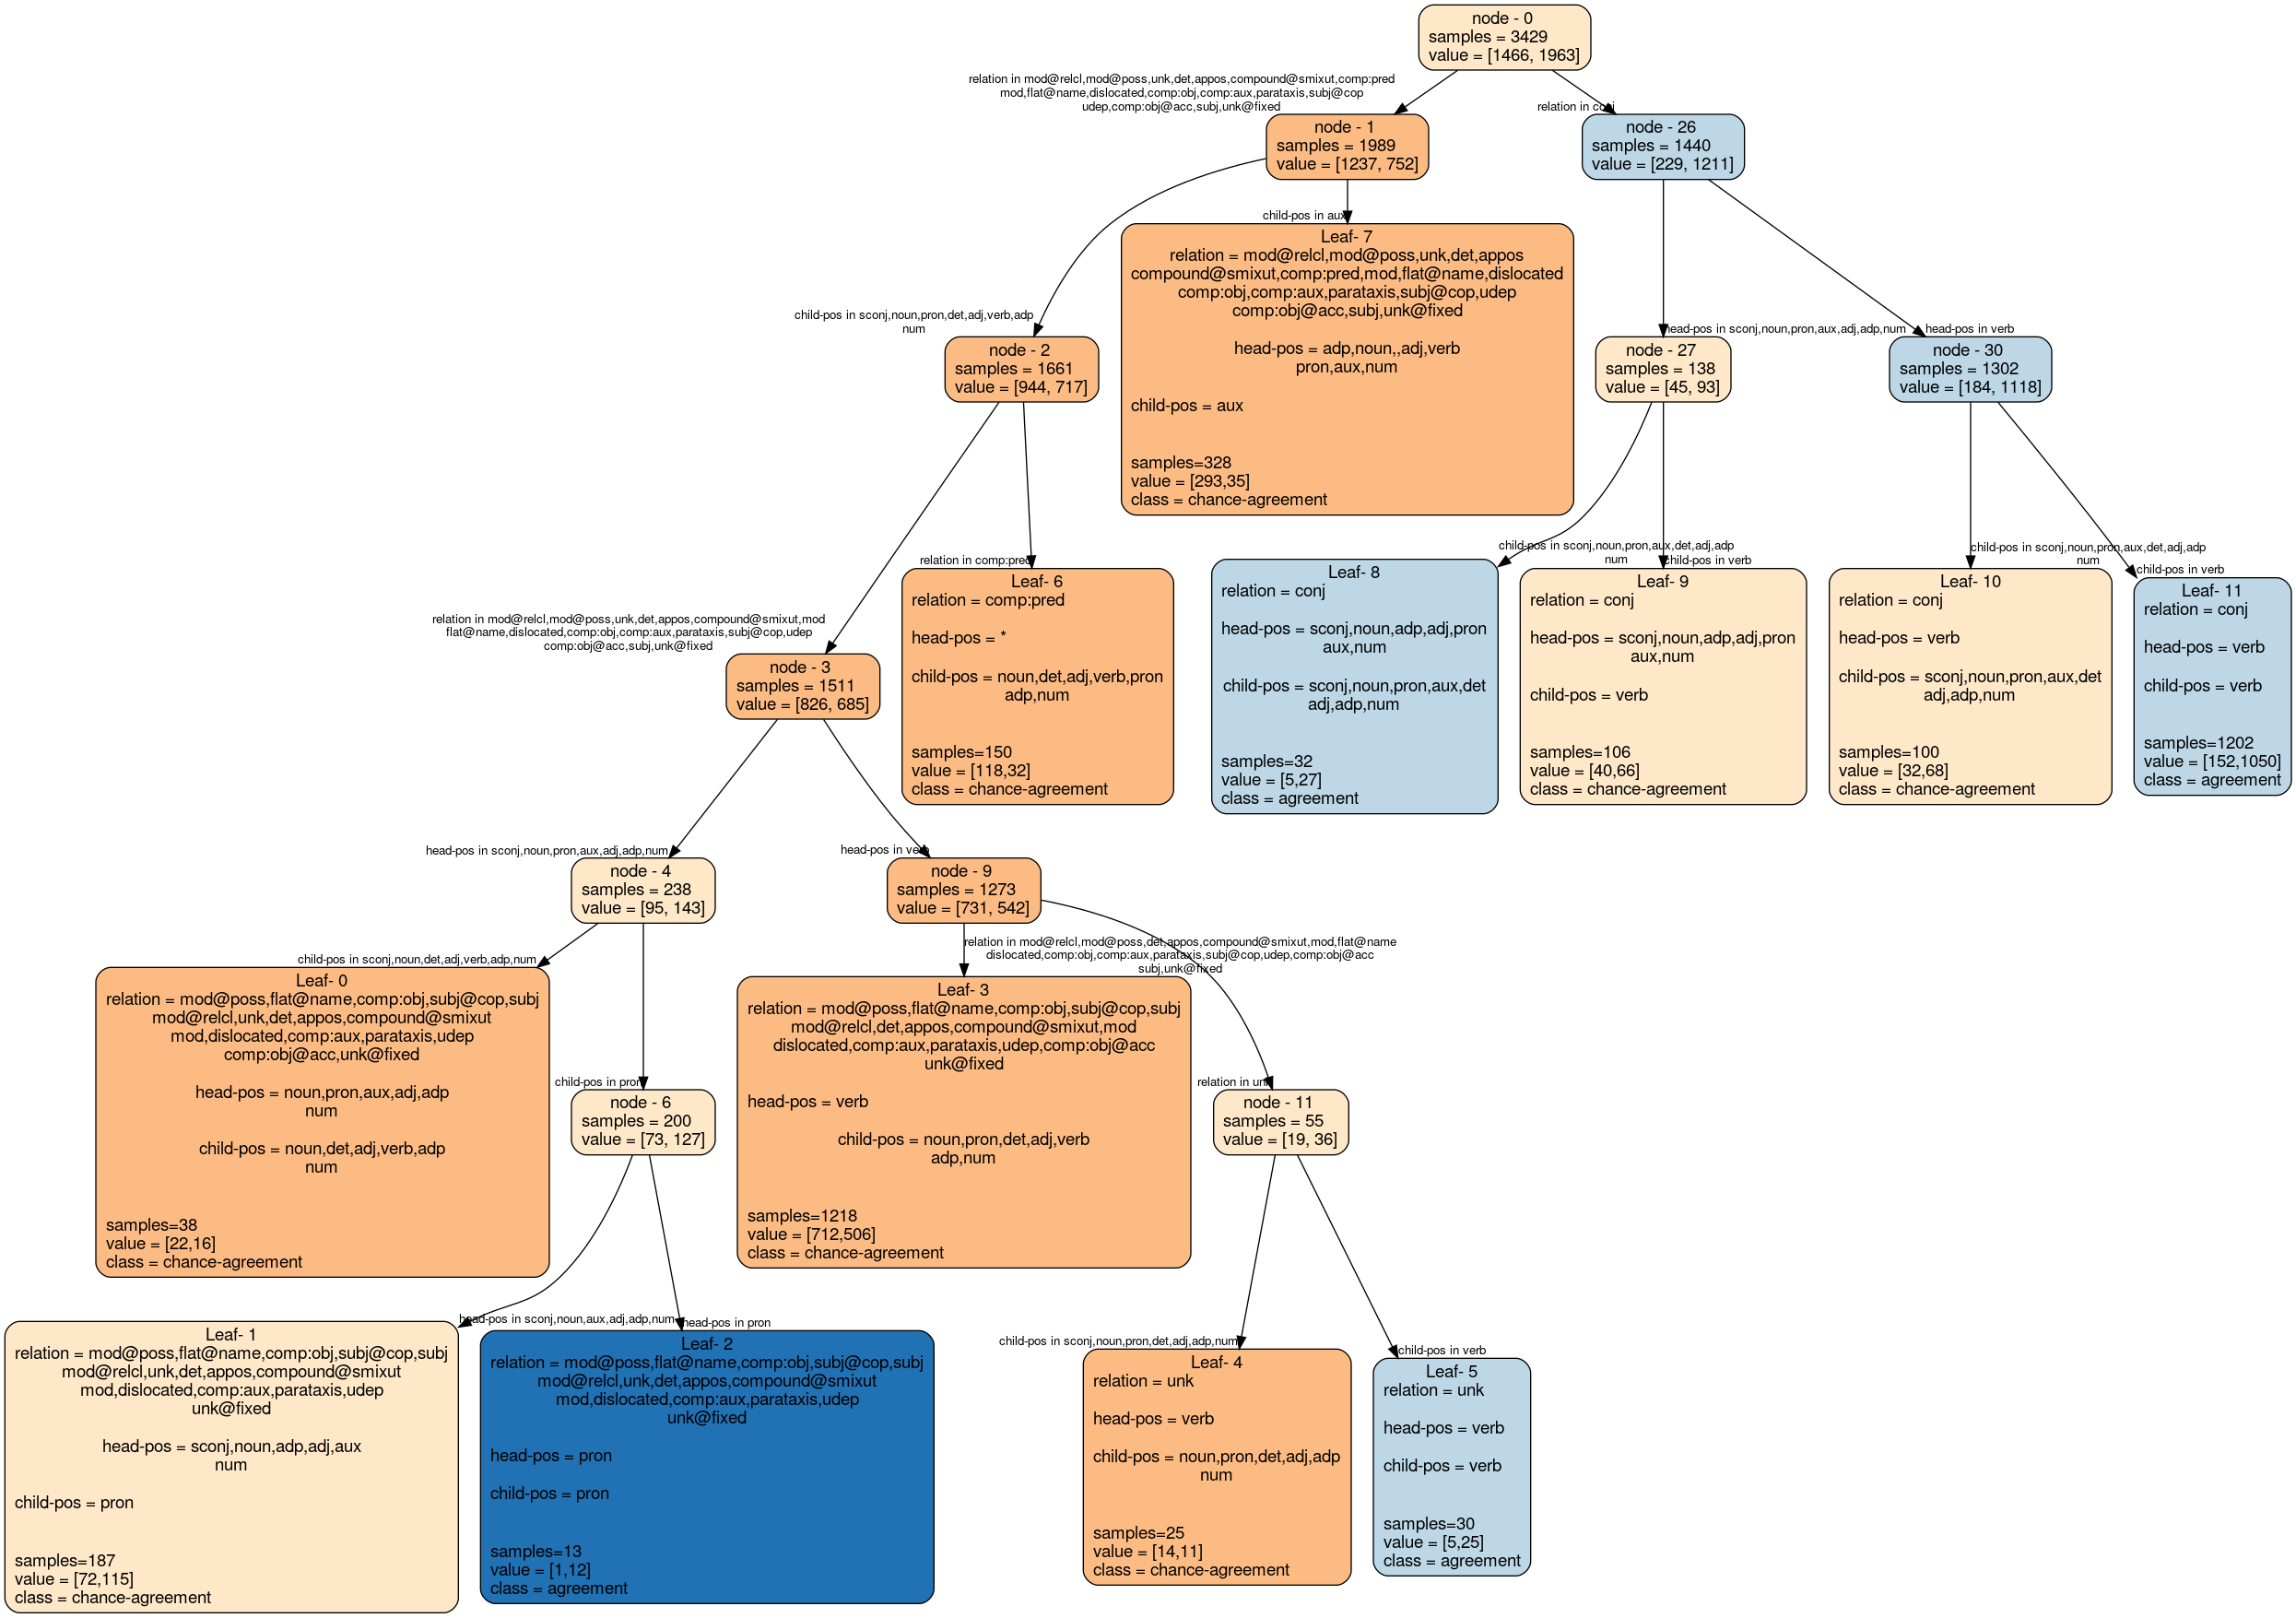 node - 0
samples = 3429
value = [1466, 1963]
relation in mod@relcl,mod@poss,unk,det,appos,compound@smixut,comp:pred
mod,flat@name,dislocated,comp:obj,comp:aux,parataxis,subj@cop
udep,comp:obj@acc,subj,unk@fixed
relation in conj
node - 1
samples = 1989
value = [1237, 752]
node - 26
samples = 1440
value = [229, 1211]
child-pos in sconj,noun,pron,det,adj,verb,adp
num
child-pos in aux
head-pos in sconj,noun,pron,aux,adj,adp,num
head-pos in verb
node - 2
samples = 1661
value = [944, 717]
Leaf- 7
relation = mod@relcl,mod@poss,unk,det,appos
compound@smixut,comp:pred,mod,flat@name,dislocated
comp:obj,comp:aux,parataxis,subj@cop,udep
comp:obj@acc,subj,unk@fixed
head-pos = adp,noun,,adj,verb
pron,aux,num
child-pos = aux
samples=328
value = [293,35]
class = chance-agreement
node - 27
samples = 138
value = [45, 93]
node - 30
samples = 1302
value = [184, 1118]
relation in mod@relcl,mod@poss,unk,det,appos,compound@smixut,mod
flat@name,dislocated,comp:obj,comp:aux,parataxis,subj@cop,udep
comp:obj@acc,subj,unk@fixed
relation in comp:pred
child-pos in sconj,noun,pron,aux,det,adj,adp
num
child-pos in verb
child-pos in sconj,noun,pron,aux,det,adj,adp
num
child-pos in verb
node - 3
samples = 1511
value = [826, 685]
Leaf- 6
relation = comp:pred
head-pos = *
child-pos = noun,det,adj,verb,pron
adp,num
samples=150
value = [118,32]
class = chance-agreement
Leaf- 8
relation = conj
head-pos = sconj,noun,adp,adj,pron
aux,num
child-pos = sconj,noun,pron,aux,det
adj,adp,num
samples=32
value = [5,27]
class = agreement
Leaf- 9
relation = conj
head-pos = sconj,noun,adp,adj,pron
aux,num
child-pos = verb
samples=106
value = [40,66]
class = chance-agreement
Leaf- 10
relation = conj
head-pos = verb
child-pos = sconj,noun,pron,aux,det
adj,adp,num
samples=100
value = [32,68]
class = chance-agreement
Leaf- 11
relation = conj
head-pos = verb
child-pos = verb
samples=1202
value = [152,1050]
class = agreement
head-pos in sconj,noun,pron,aux,adj,adp,num
head-pos in verb
node - 4
samples = 238
value = [95, 143]
node - 9
samples = 1273
value = [731, 542]
child-pos in sconj,noun,det,adj,verb,adp,num
child-pos in pron
relation in mod@relcl,mod@poss,det,appos,compound@smixut,mod,flat@name
dislocated,comp:obj,comp:aux,parataxis,subj@cop,udep,comp:obj@acc
subj,unk@fixed
relation in unk
Leaf- 0
relation = mod@poss,flat@name,comp:obj,subj@cop,subj
mod@relcl,unk,det,appos,compound@smixut
mod,dislocated,comp:aux,parataxis,udep
comp:obj@acc,unk@fixed
head-pos = noun,pron,aux,adj,adp
num
child-pos = noun,det,adj,verb,adp
num
samples=38
value = [22,16]
class = chance-agreement
node - 6
samples = 200
value = [73, 127]
Leaf- 3
relation = mod@poss,flat@name,comp:obj,subj@cop,subj
mod@relcl,det,appos,compound@smixut,mod
dislocated,comp:aux,parataxis,udep,comp:obj@acc
unk@fixed
head-pos = verb
child-pos = noun,pron,det,adj,verb
adp,num
samples=1218
value = [712,506]
class = chance-agreement
node - 11
samples = 55
value = [19, 36]
head-pos in sconj,noun,aux,adj,adp,num
head-pos in pron
child-pos in sconj,noun,pron,det,adj,adp,num
child-pos in verb
Leaf- 1
relation = mod@poss,flat@name,comp:obj,subj@cop,subj
mod@relcl,unk,det,appos,compound@smixut
mod,dislocated,comp:aux,parataxis,udep
unk@fixed
head-pos = sconj,noun,adp,adj,aux
num
child-pos = pron
samples=187
value = [72,115]
class = chance-agreement
Leaf- 2
relation = mod@poss,flat@name,comp:obj,subj@cop,subj
mod@relcl,unk,det,appos,compound@smixut
mod,dislocated,comp:aux,parataxis,udep
unk@fixed
head-pos = pron
child-pos = pron
samples=13
value = [1,12]
class = agreement
Leaf- 4
relation = unk
head-pos = verb
child-pos = noun,pron,det,adj,adp
num
samples=25
value = [14,11]
class = chance-agreement
Leaf- 5
relation = unk
head-pos = verb
child-pos = verb
samples=30
value = [5,25]
class = agreement